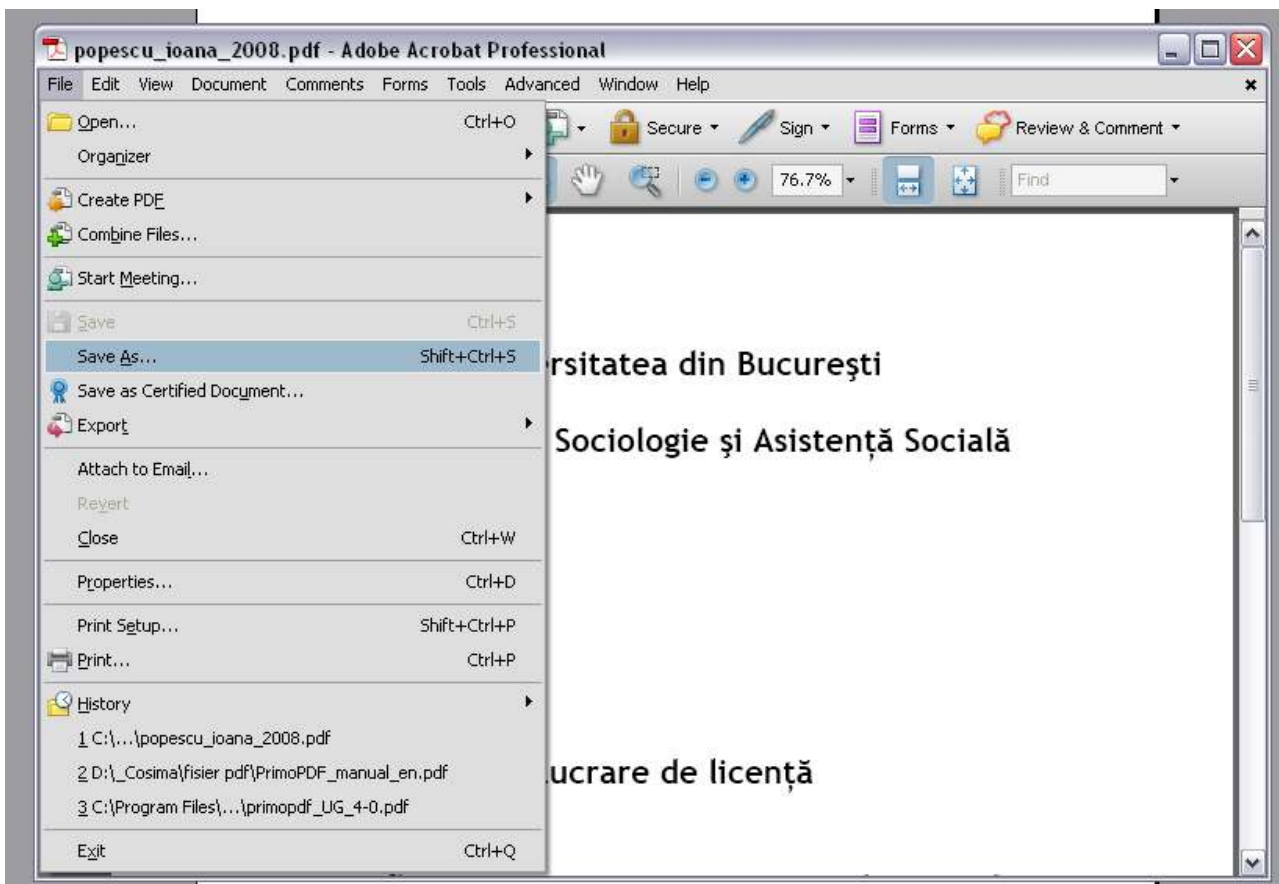 popescu_ioana_2008.pdf - Adobe Acrobat Professional
File Edit View Document Comments Forms Tools Advanced Window Help
Open... Ctrl+O
Secure Sign Forms Review & Comment
Organizer
76.7% Find
Create PDF
Combine Files...
Start Meeting...
Save Ctrl+S
Save As... Shift+Ctrl+S
rsitatea din Bucureşti
Save as Certified Document...
Export
Sociologie şi Asistenţă Socială
Attach to Email...
Revert
Close Ctrl+W
Properties... Ctrl+D
Print Setup... Shift+Ctrl+P
Print... Ctrl+P
History
1 C:\...\popescu_ioana_2008.pdf
2 D:\_Cosima\fisier pdf\PrimoPDF_manual_en.pdf
ucrare de licenţă
3 C:\Program Files\...\primopdf_UG_4-0.pdf
Exit Ctrl+Q